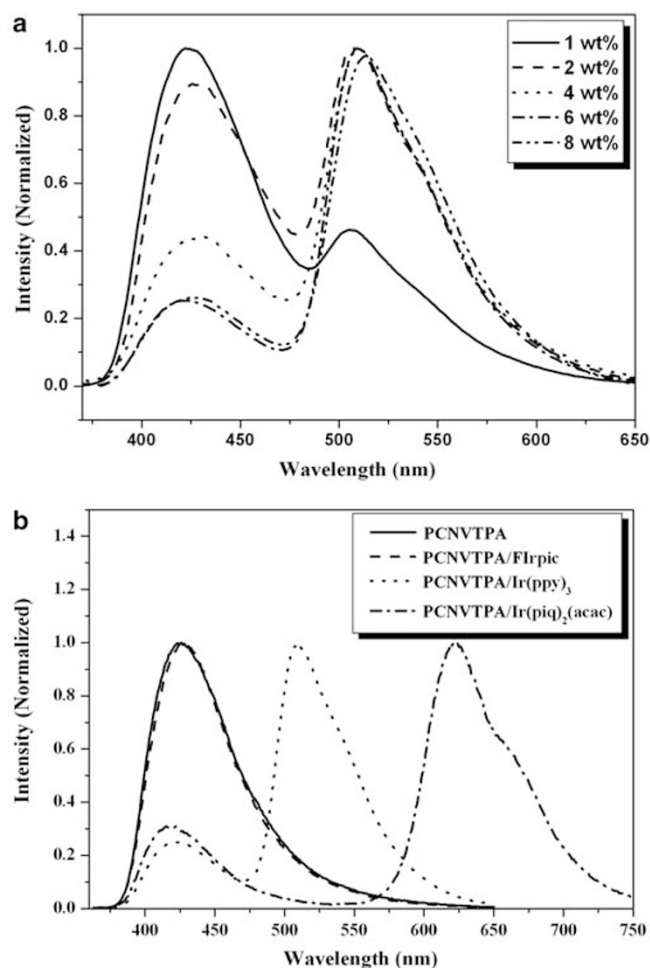 a
1 wt%
2 wt%
4 wt%
6 wt%
8 wt%
Intensity (Normalized)
1.0
0.8
0.6
0.4
0.2
0.0
400 450 500 550 600 650
Wavelength (nm)
b
PCNVTPA
PCNVTPA/FIrpic
PCNVTPA/Ir(ppy)₃
PCNVTPA/Ir(piq)₂(acac)
Intensity (Normalized)
1.4
1.2
1.0
0.8
0.6
0.4
0.2
0.0
400 450 500 550 600 650 700 750
Wavelength (nm)